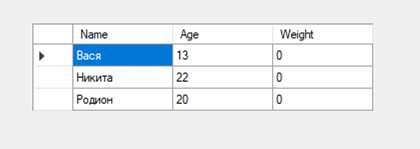 Name Age Weight
Вася 13 0
Никита 22 0
Родион 20 0